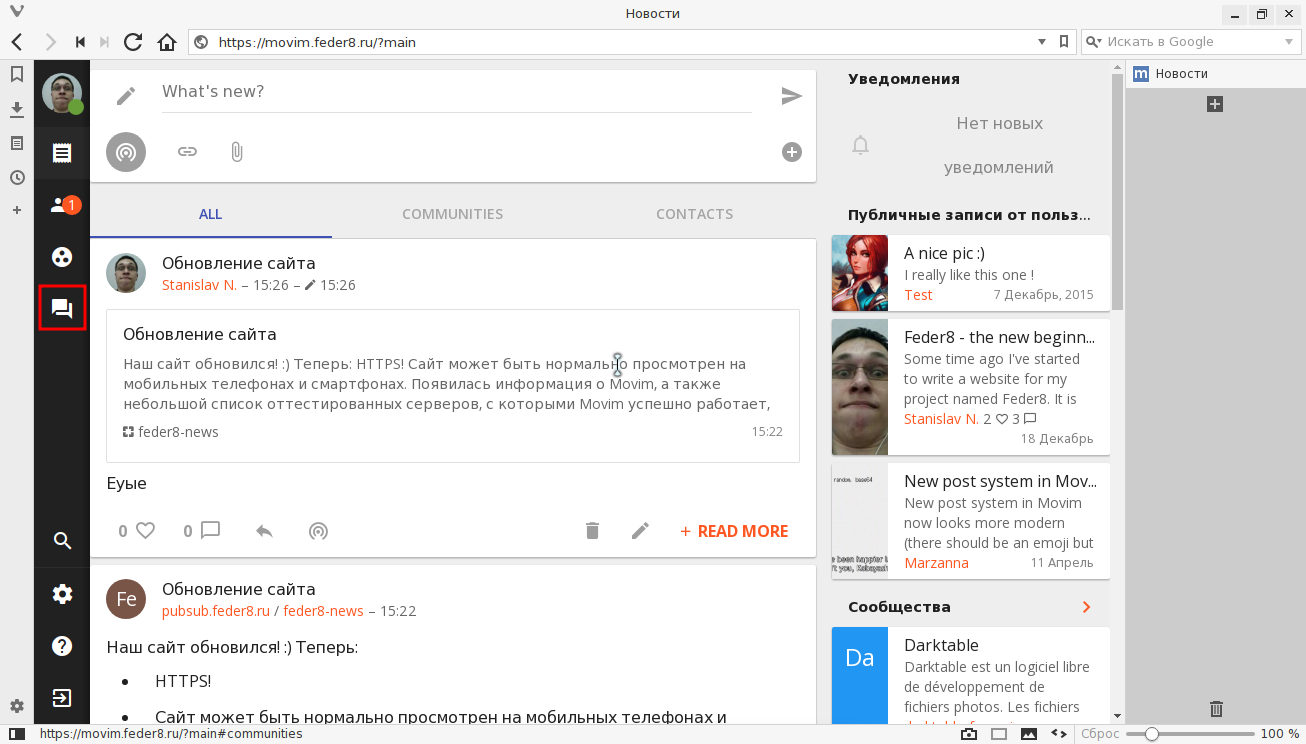 Новости
https://movim.feder8.ru/?main
Искать в Google
Новости
1
What's new?
ALL
COMMUNITIES
CONTACTS
Обновление сайта
Stanislav N. – 15:26 – 15:26
Обновление сайта
Наш сайт обновился! :) Теперь: HTTPS! Сайт может быть нормально просмотрен на
мобильных телефонах и смартфонах. Появилась информация о Movim, а также
небольшой список оттестированных серверов, с которыми Movim успешно работает,
feder8-news
15:22
Еуые
0
0
+ READ MORE
Fe
Обновление сайта
pubsub.feder8.ru / feder8-news – 15:22
Наш сайт обновился! :) Теперь:
• HTTPS!
• Сайт может быть нормально просмотрен на мобильных телефонах и
Уведомления
Нет новых
уведомлений
Публичные записи от польз...
A nice pic :)
I really like this one !
Test
7 Декабрь, 2015
Feder8 - the new beginn...
Some time ago I've started
to write a website for my
project named Feder8. It is
Stanislav N. 2 3
18 Декабрь
random. base64
New post system in Mov...
New post system in Movim
now looks more modern
(there should be an emoji but
Marzanna
11 Апрель
Сообщества
Da
Darktable
Darktable est un logiciel libre
de développement de
fichiers photos. Les fichiers
https://movim.feder8.ru/?main#communities
Сброс
100 %